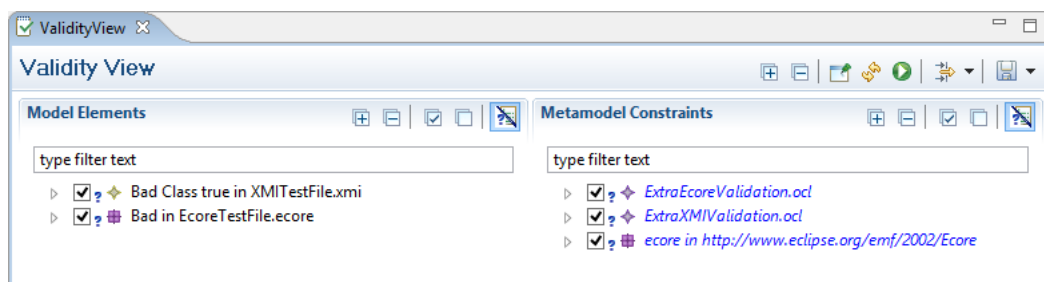 ValidityView
Validity View
Model Elements
type filter text
Bad Class true in XMITestFile.xmi
Bad in EcoreTestFile.ecore
Metamodel Constraints
type filter text
ExtraEcoreValidation.ocl
ExtraXMIValidation.ocl
ecore in http://www.eclipse.org/emf/2002/Ecore